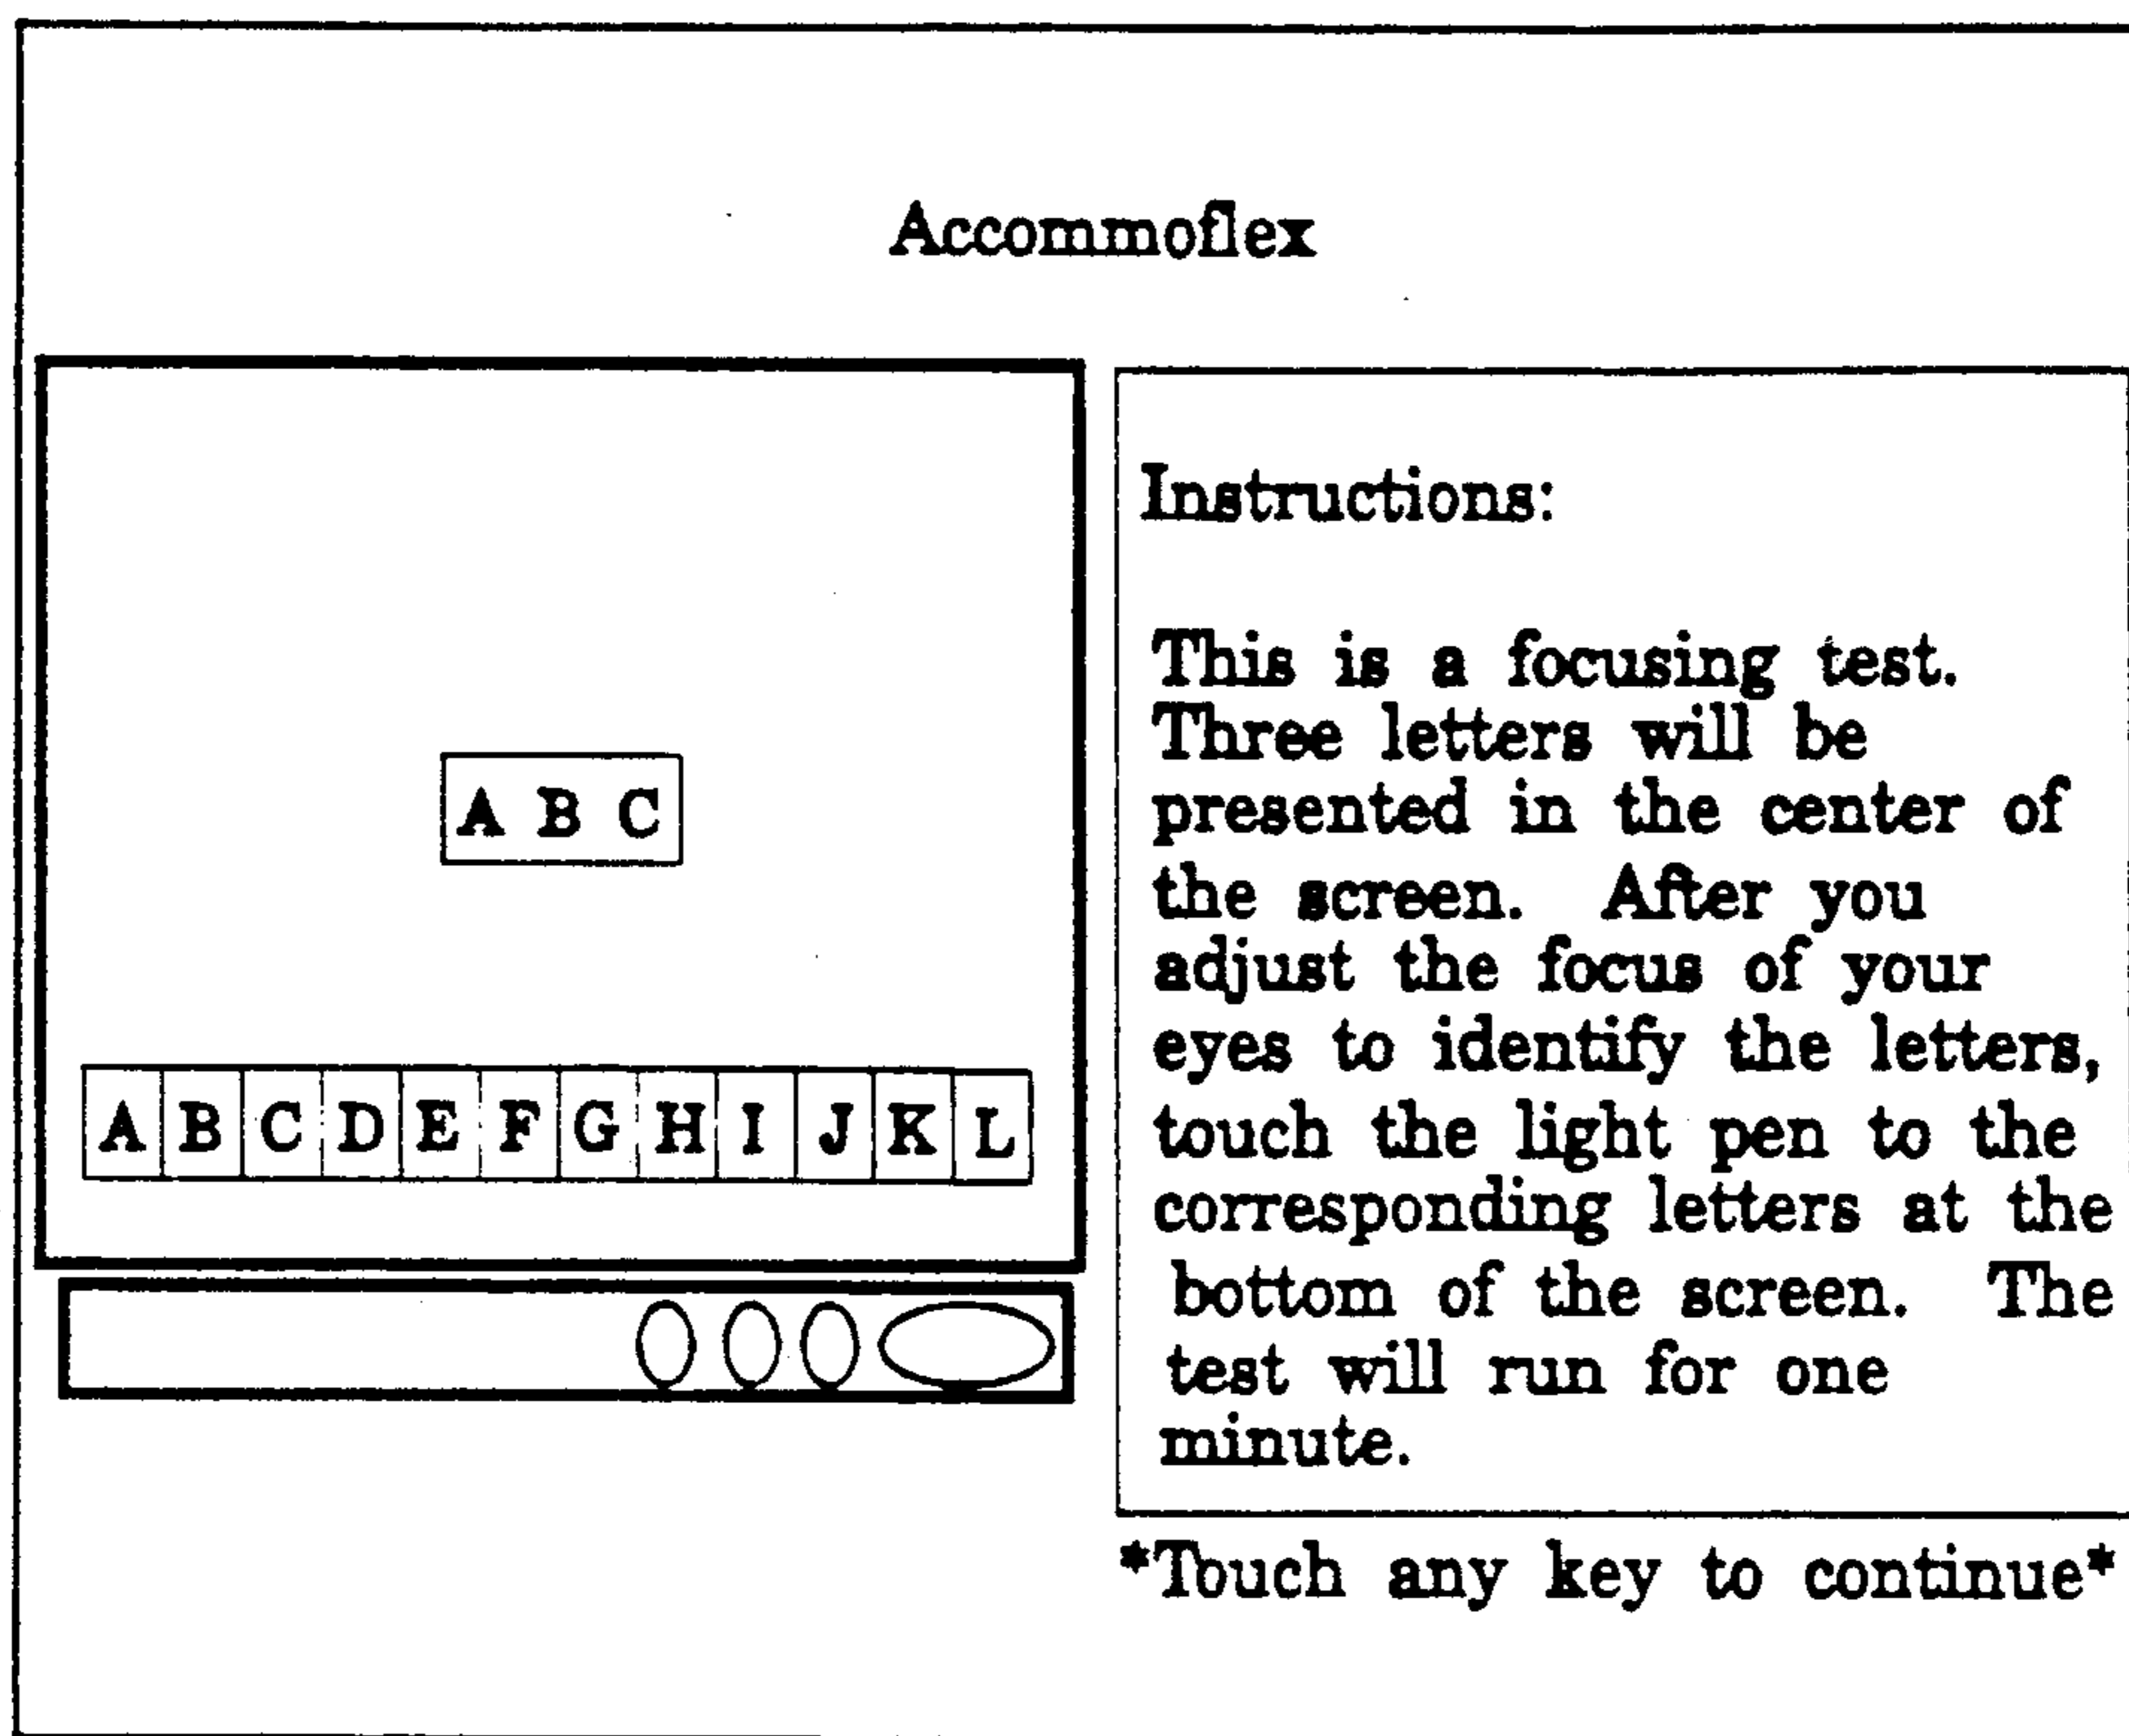 Accommoflex
A B C
A B C D E F G H I J K L
Instructions:
This is a focusing test.
Three letters will be
presented in the center of
the screen. After you
adjust the focus of your
eyes to identify the letters,
touch the light pen to the
corresponding letters at the
bottom of the screen. The
test will run for one
minute.
*Touch any key to continue*